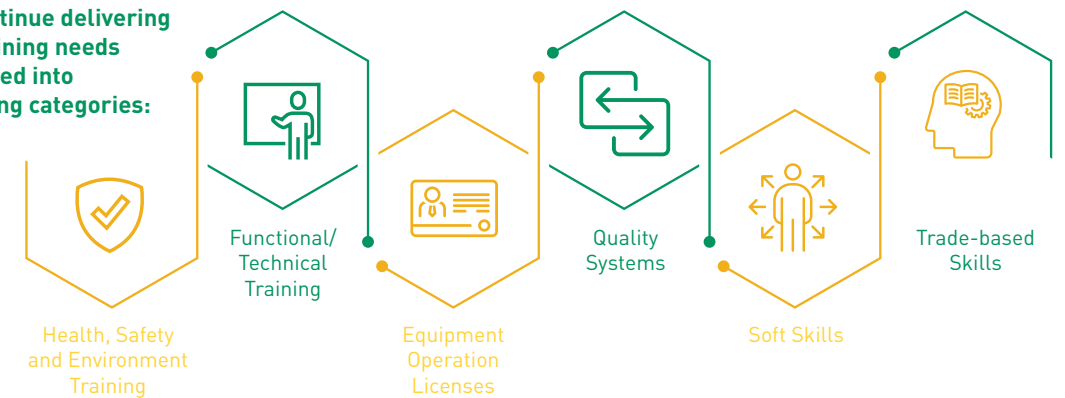 tinue delivering
ining needs
ed into
ng categories:
Functional/
Technical
Training
Quality
Systems
Trade-based
Skills
Health, Safety
and Environment
Training
Equipment
Operation
Licenses
Soft Skills